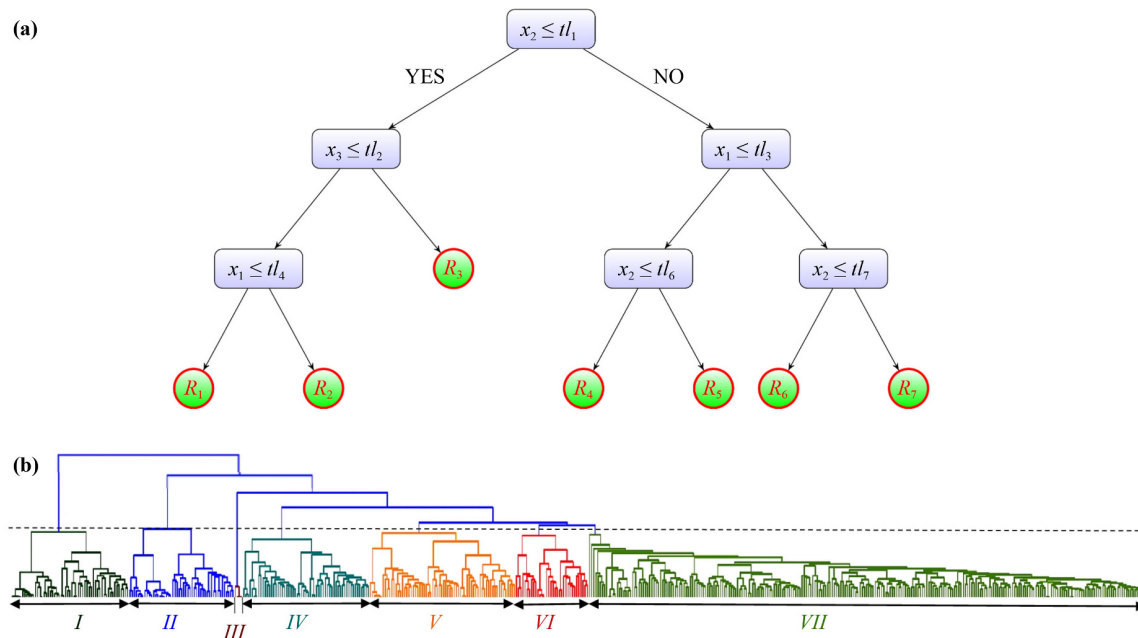 (a)
x₂ ≤ tl₁
YES
NO
x₃ ≤ tl₂
x₁ ≤ tl₃
x₁ ≤ tl₄
R₃
x₂ ≤ tl₆
x₂ ≤ tl₇
R₁
R₂
R₄
R₅
R₆
R₇
(b)
I
II
III
IV
V
VI
VII